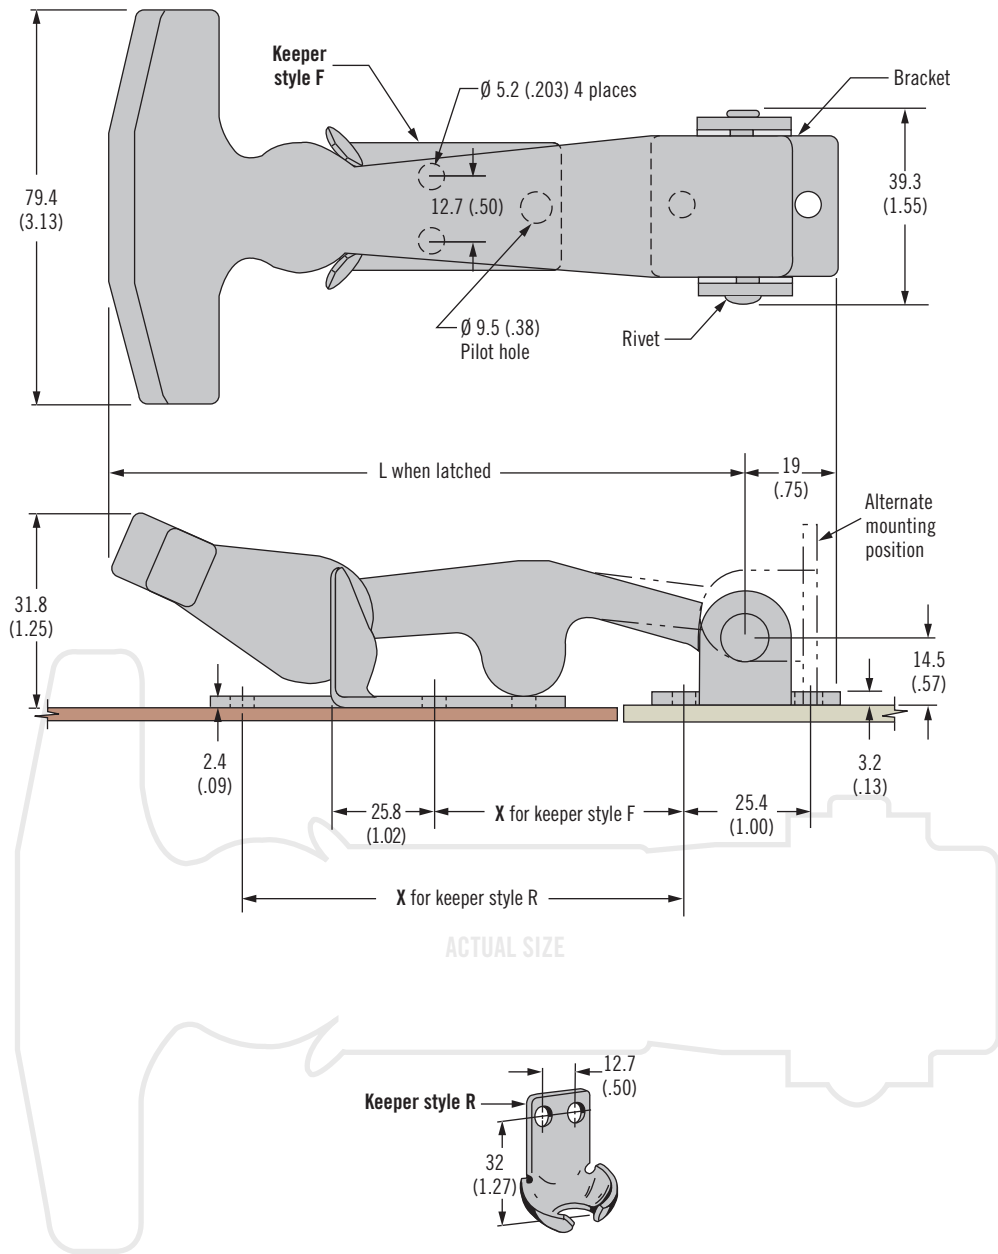 Keeper
style F
Ø 5.2 (.203) 4 places
Bracket
79.4
(3.13)
12.7 (.50)
39.3
(1.55)
Ø 9.5 (.38)
Pilot hole
Rivet
L when latched
19
(.75)
Alternate
mounting
position
31.8
(1.25)
14.5
(.57)
2.4
(.09)
3.2
(.13)
25.8
(1.02)
X for keeper style F
25.4
(1.00)
X for keeper style R
ACTUAL SIZE
12.7
(.50)
Keeper style R
32
(1.27)